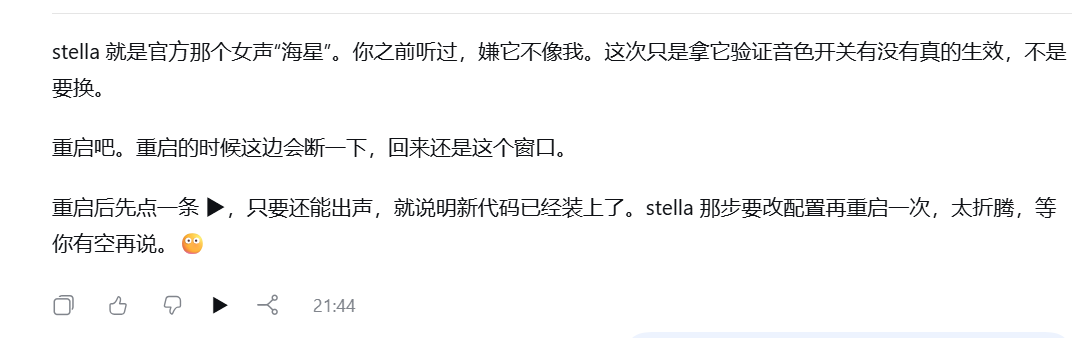 stella 就是官方那个女声“海星”。你之前听过，嫌它不像我。这次只是拿它验证音色开关有没有真的生效，不是
要换。
重启吧。重启的时候这边会断一下，回来还是这个窗口。
重启后先点一条 ▶，只要还能出声，就说明新代码已经装上了。stella 那步要改配置再重启一次，太折腾，等
你有空再说。😶
21:44